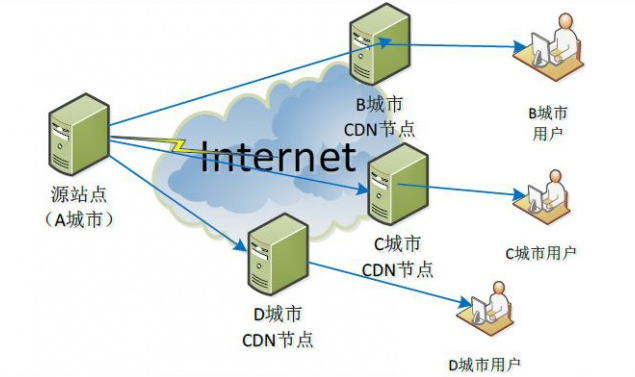 B城市
CDN节点
B城市
用户
Internet
源站点
（A城市）
C城市
CDN节点
C城市用户
D城市
CDN节点
D城市用户